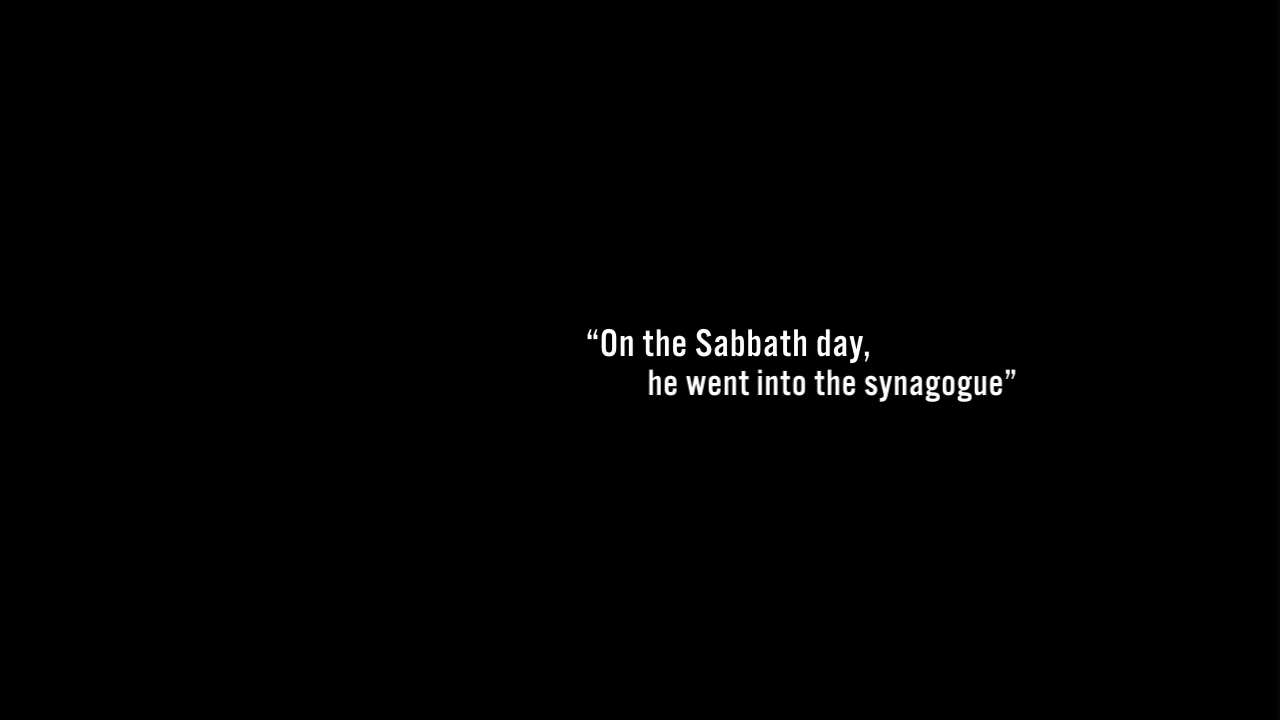 “On the Sabbath day,
he went into the synagogue”